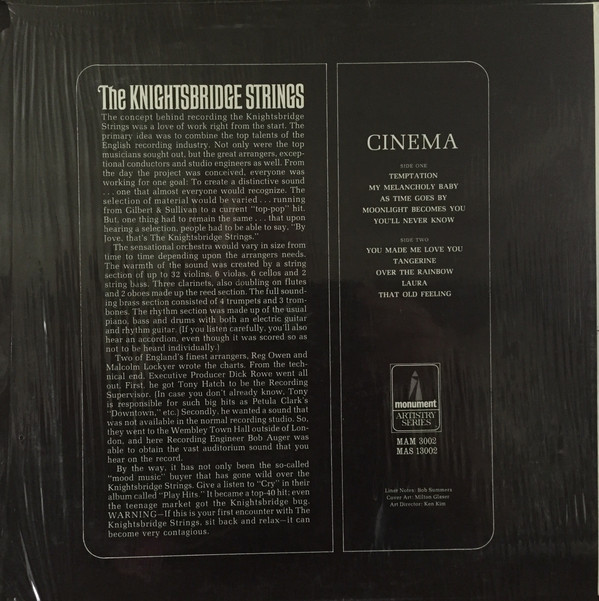 The KNIGHTSBRIDGE STRINGS
The concept behind recording the Knightsbridge
Strings was a love of work right from the start. The
primary idea was to combine the top talents of the
English recording industry. Not only were the top
musicians sought out, but the great arrangers, excep-
tional conductors and studio engineers as well. From
the day the project was conceived, everyone was
working for one goal: To create a distinctive sound
. . . one that almost everyone would recognize. The
selection of material would be varied . . . running
from Gilbert & Sullivan to a current "top-pop" hit.
But, one thing had to remain the same . . . that upon
hearing a selection, people had to be able to say, "By
Jove, that's The Knightsbridge Strings."
The sensational orchestra would vary in size from
time to time depending upon the arrangers needs.
The warmth of the sound was created by a string
section of up to 32 violins, 6 violas, 6 cellos and 2
string bass. Three clarinets, also doubling on flutes
and 2 oboes made up the reed section. The full sound-
ing brass section consisted of 4 trumpets and 3 trom-
bones. The rhythm section was made up of the usual
piano, bass and drums with both an electric guitar
and rhythm guitar. (If you listen carefully, you'll also
hear an accordion, even though it was scored so as
not to be heard individually.)
Two of England's finest arrangers, Reg Owen and
Malcolm Lockyer wrote the charts. From the tech-
nical end, Executive Producer Dick Rowe went all
out. First, he got Tony Hatch to be the Recording
Supervisor. (In case you don't already know, Tony
is responsible for such big hits as Petula Clark's
"Downtown," etc.) Secondly, he wanted a sound that
was not available in the normal recording studio. So,
they went to the Wembley Town Hall outside of Lon-
don, and here Recording Engineer Bob Auger was
able to obtain the vast auditorium sound that you
hear on the record.
By the way, it has not only been the so-called
"mood music" buyer that has gone wild over the
Knightsbridge Strings. Give a listen to "Cry" in their
album called "Play Hits." It became a top-40 hit; even
the teenage market got the Knightsbridge bug.
WARNING—If this is your first encounter with The
Knightsbridge Strings, sit back and relax—it can
become very contagious.
CINEMA
SIDE ONE
TEMPTATION
MY MELANCHOLY BABY
AS TIME GOES BY
MOONLIGHT BECOMES YOU
YOU'LL NEVER KNOW
SIDE TWO
YOU MADE ME LOVE YOU
TANGERINE
OVER THE RAINBOW
LAURA
THAT OLD FEELING
monument
ARTISTRY
SERIES
MAM 3002
MAS 13002
Liner Notes: Bob Summers
Cover Art: Milton Glaser
Art Director: Ken Kim